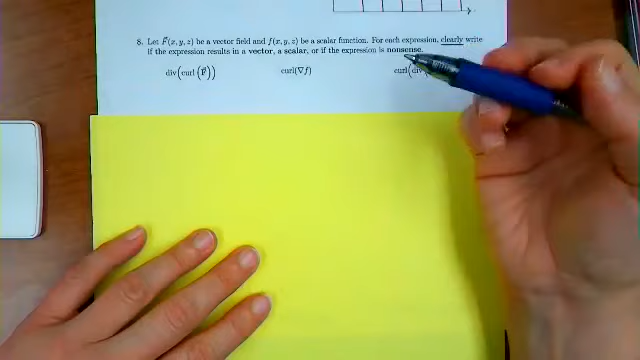 8. Let F⃗(x, y, z) be a vector field and f(x, y, z) be a scalar function. For each expression, clearly write
if the expression results in a vector, a scalar, or if the expression is nonsense.
div(curl (F⃗)) curl(∇f) curl(div